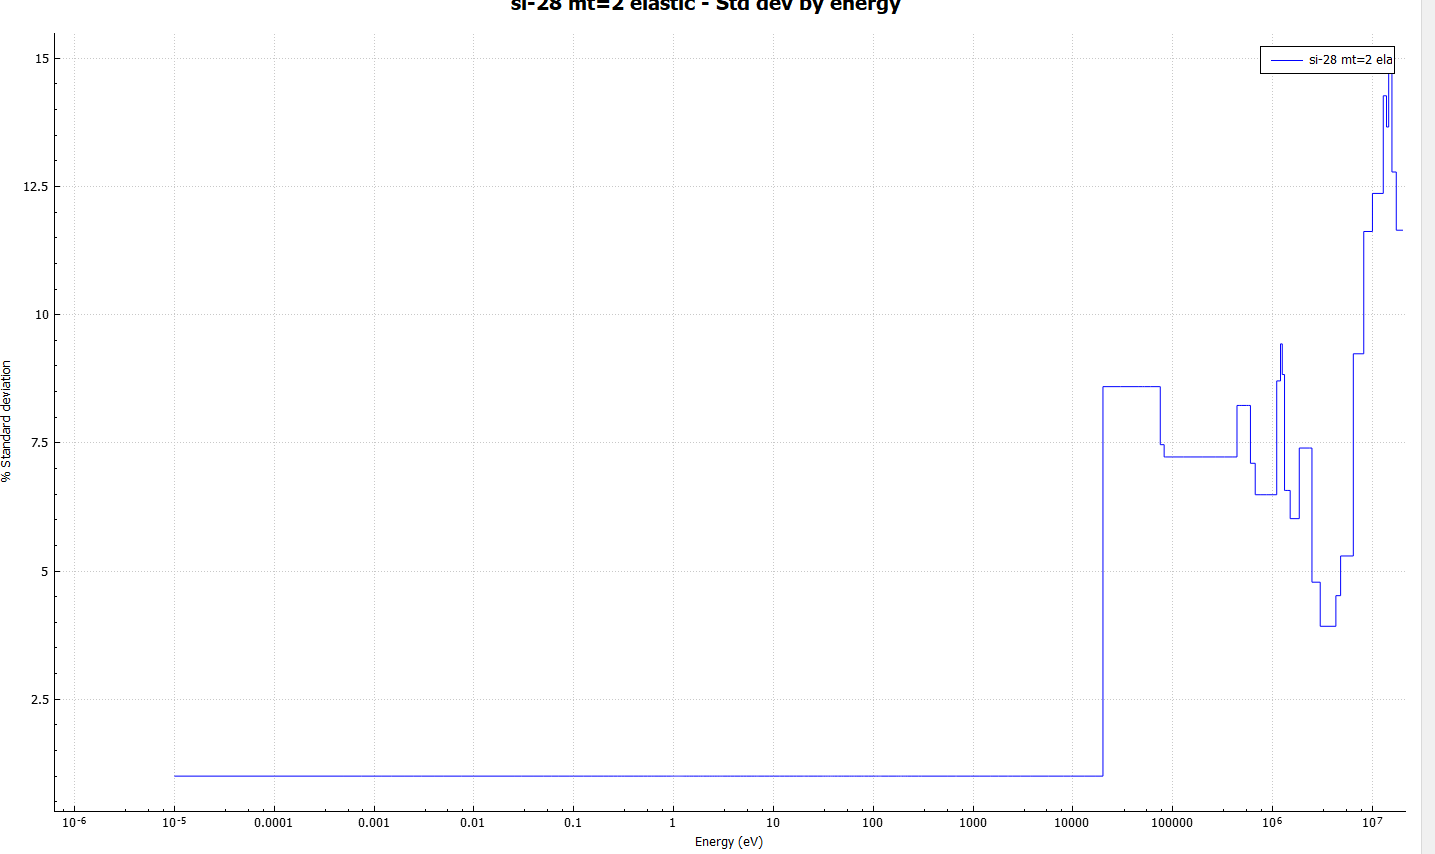 si-28 mt=2 elastic - Std dev by energy
si-28 mt=2 ela
15
12.5
10
7.5
5
2.5
% Standard deviation
10-6 10-5 0.0001 0.001 0.01 0.1 1 10 100 1000 10000 100000 10⁶ 10⁷
Energy (eV)